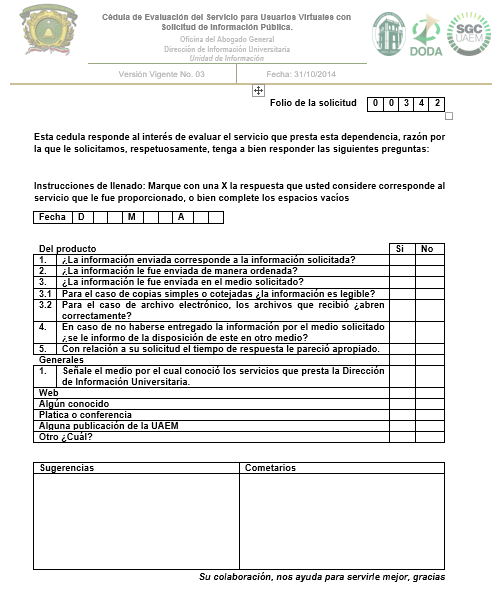 Cédula de Evaluación del Servicio para Usuarios Virtuales con
Solicitud de Información Pública.
Oficina del Abogado General
Dirección de Información Universitaria
Unidad de Información
DODA
SGC
UAEM
Versión Vigente No. 03 Fecha: 31/10/2014
Folio de la solicitud 0 0 3 4 2
Esta cedula responde al interés de evaluar el servicio que presta esta dependencia, razón por
la que le solicitamos, respetuosamente, tenga a bien responder las siguientes preguntas:
Instrucciones de llenado: Marque con una X la respuesta que usted considere corresponde al
servicio que le fue proporcionado, o bien complete los espacios vacíos
Fecha D M A
Del producto Si No
1. ¿La información enviada corresponde a la información solicitada?
2. ¿La información le fue enviada de manera ordenada?
3. ¿La información le fue enviada en el medio solicitado?
3.1 Para el caso de copias simples o cotejadas ¿la información es legible?
3.2 Para el caso de archivo electrónico, los archivos que recibió ¿abren
correctamente?
4. En caso de no haberse entregado la información por el medio solicitado
¿se le informo de la disposición de este en otro medio?
5. Con relación a su solicitud el tiempo de respuesta le pareció apropiado.
Generales
1. Señale el medio por el cual conoció los servicios que presta la Dirección
de Información Universitaria.
Web
Algún conocido
Platica o conferencia
Alguna publicación de la UAEM
Otro ¿Cuál?
Sugerencias Cometarios
Su colaboración, nos ayuda para servirle mejor, gracias